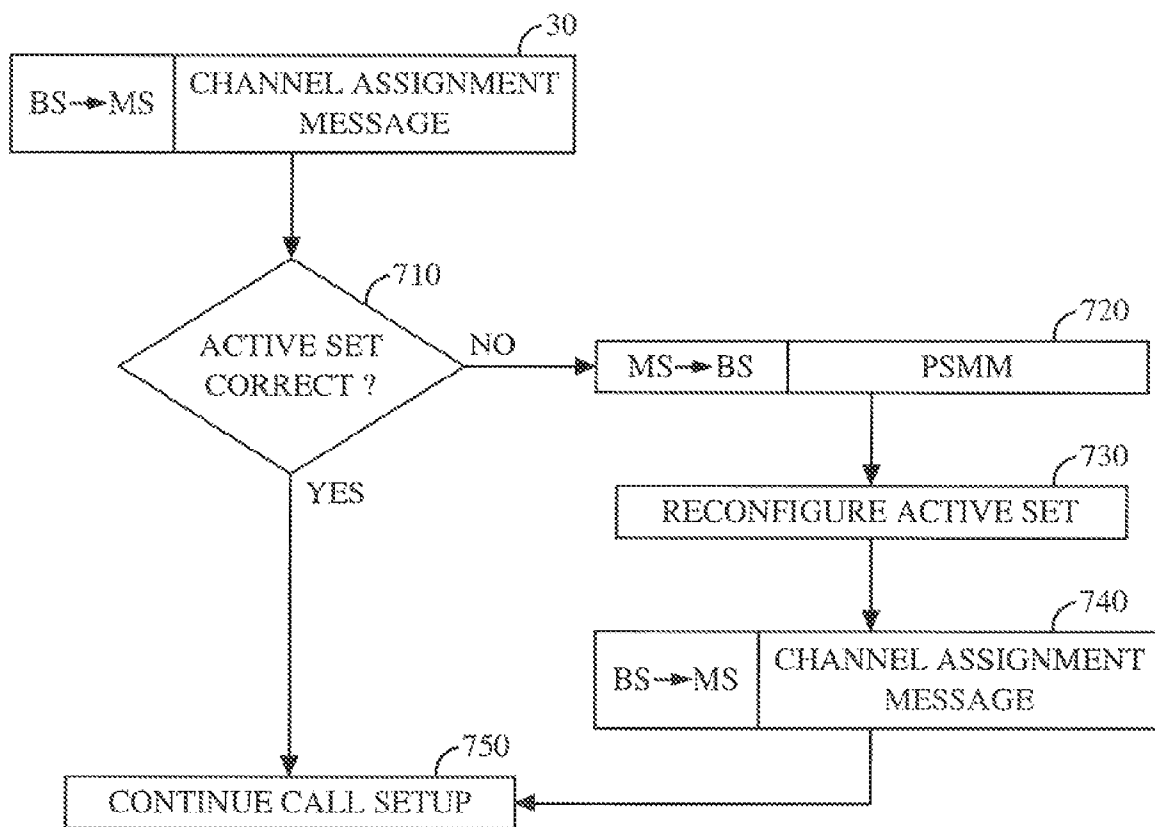 30
BS→MS
CHANNEL ASSIGNMENT
MESSAGE
710
ACTIVE SET
CORRECT ?
NO
YES
720
MS→BS
PSMM
730
RECONFIGURE ACTIVE SET
740
BS→MS
CHANNEL ASSIGNMENT
MESSAGE
750
CONTINUE CALL SETUP